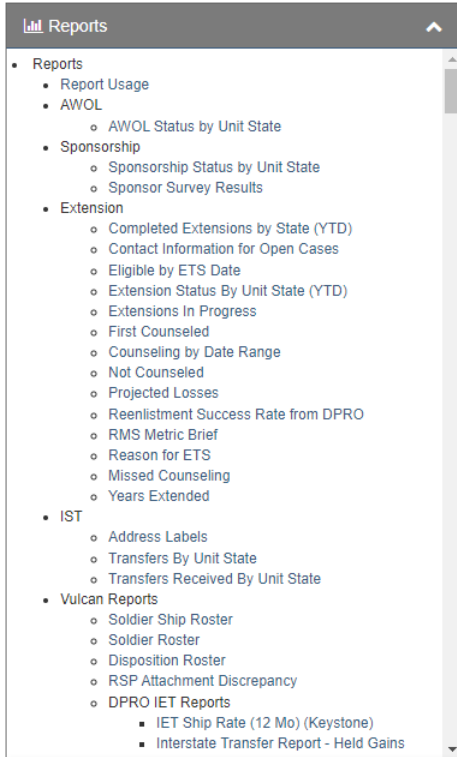 Reports
Reports
Report Usage
AWOL
AWOL Status by Unit State
Sponsorship
Sponsorship Status by Unit State
Sponsor Survey Results
Extension
Completed Extensions by State (YTD)
Contact Information for Open Cases
Eligible by ETS Date
Extension Status By Unit State (YTD)
Extensions In Progress
First Counseled
Counseling by Date Range
Not Counseled
Projected Losses
Reenlistment Success Rate from DPRO
RMS Metric Brief
Reason for ETS
Missed Counseling
Years Extended
IST
Address Labels
Transfers By Unit State
Transfers Received By Unit State
Vulcan Reports
Soldier Ship Roster
Soldier Roster
Disposition Roster
RSP Attachment Discrepancy
DPRO IET Reports
IET Ship Rate (12 Mo) (Keystone)
Interstate Transfer Report - Held Gains